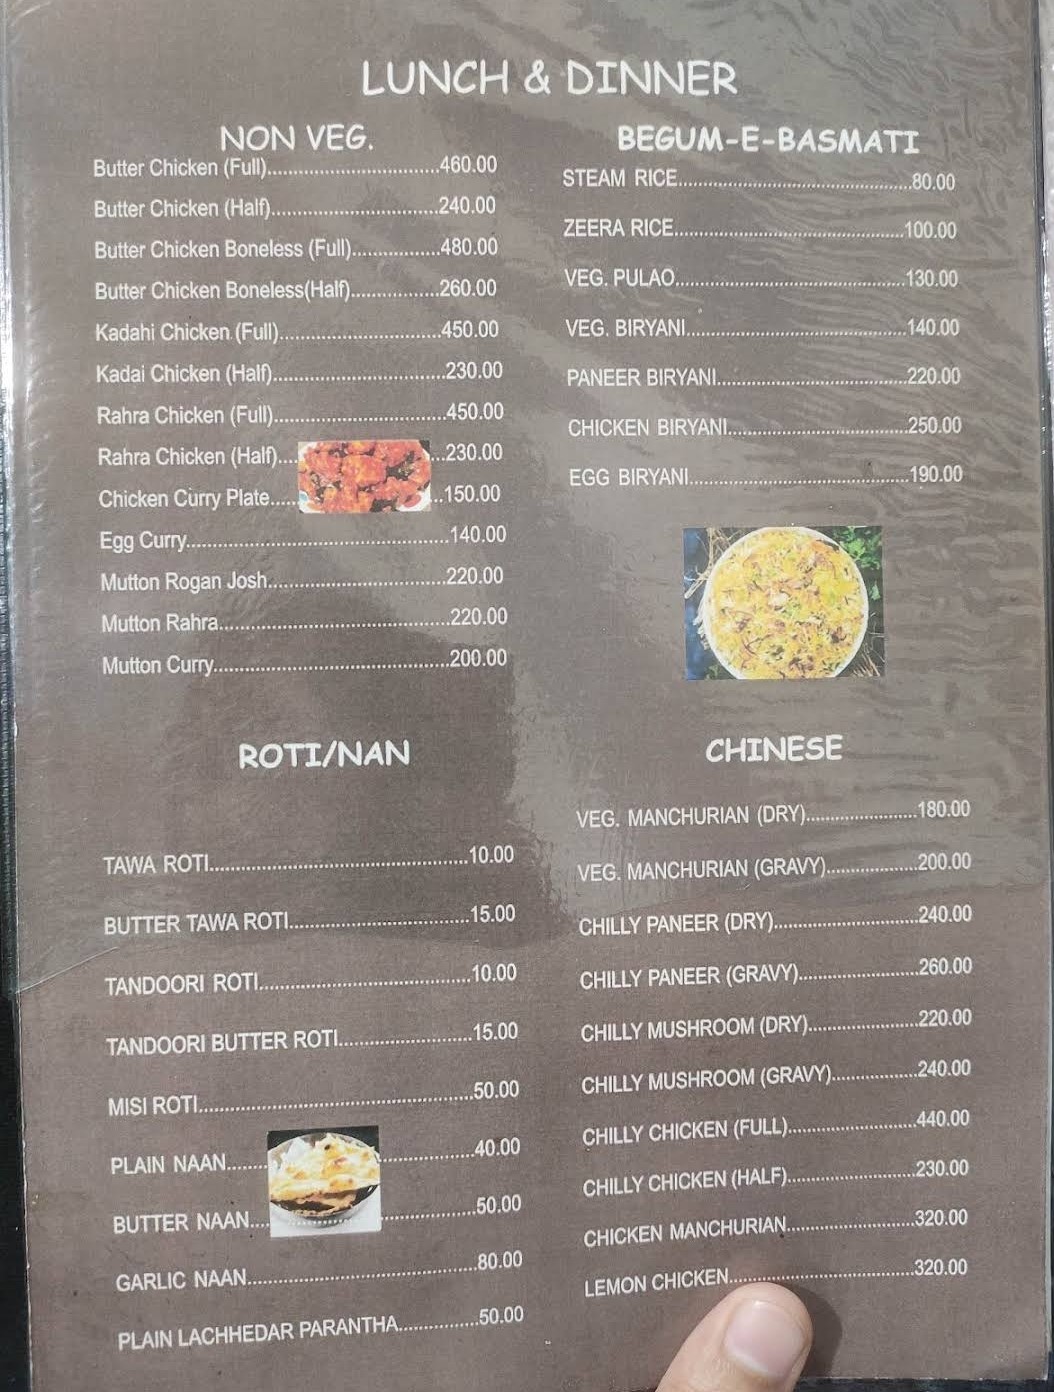 LUNCH & DINNER
NON VEG.
Butter Chicken (Full)..................................460.00
Butter Chicken (Half).................................240.00
Butter Chicken Boneless (Full).................480.00
Butter Chicken Boneless(Half).................260.00
Kadahi Chicken (Full)................................450.00
Kadai Chicken (Half)..................................230.00
Rahra Chicken (Full)..................................450.00
Rahra Chicken (Half).......230.00
Chicken Curry Plate........150.00
Egg Curry....................................................140.00
Mutton Rogan Josh...................................220.00
Mutton Rahra..............................................220.00
Mutton Curry...............................................200.00
BEGUM-E-BASMATI
STEAM RICE..............................................80.00
ZEERA RICE..............................................100.00
VEG. PULAO..............................................130.00
VEG. BIRYANI............................................140.00
PANEER BIRYANI......................................220.00
CHICKEN BIRYANI....................................250.00
EGG BIRYANI............................................190.00
ROTI/NAN
TAWA ROTI....................................................10.00
BUTTER TAWA ROTI....................................15.00
TANDOORI ROTI..........................................10.00
TANDOORI BUTTER ROTI..........................15.00
MISI ROTI.......................................................50.00
PLAIN NAAN...........................40.00
BUTTER NAAN.......................50.00
GARLIC NAAN..............................................80.00
PLAIN LACHHEDAR PARANTHA................50.00
CHINESE
VEG. MANCHURIAN (DRY)......................180.00
VEG. MANCHURIAN (GRAVY)..................200.00
CHILLY PANEER (DRY).............................240.00
CHILLY PANEER (GRAVY)........................260.00
CHILLY MUSHROOM (DRY)......................220.00
CHILLY MUSHROOM (GRAVY).................240.00
CHILLY CHICKEN (FULL).........................440.00
CHILLY CHICKEN (HALF).........................230.00
CHICKEN MANCHURIAN.........................320.00
LEMON CHICKEN.....................................320.00